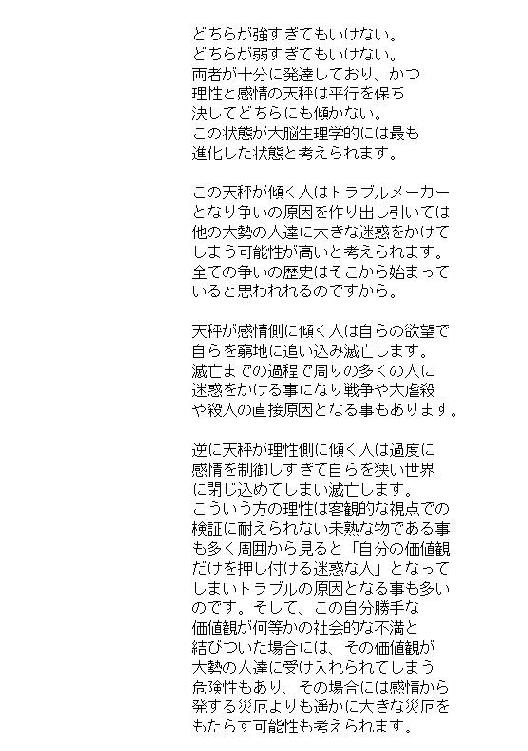 どちらが強すぎてもいけない。
どちらが弱すぎてもいけない。
両者が十分に発達しており、かつ
理性と感情の天秤は平行を保ち
決してどちらにも傾かない。
この状態が大脳生理学的には最も
進化した状態と考えられます。
この天秤が傾く人はトラブルメーカー
となり争いの原因を作り出し引いては
他の大勢の人達に大きな迷惑をかけて
しまう可能性が高いと考えられます。
全ての争いの歴史はそこから始まって
いると思われれるのですから。
天秤が感情側に傾く人は自らの欲望で
自らを窮地に追い込み滅亡します。
滅亡までの過程で周りの多くの人に
迷惑をかける事になり戦争や大虐殺
や殺人の直接原因となる事もあります。
逆に天秤が理性側に傾く人は過度に
感情を制御しすぎて自らを狭い世界
に閉じ込めてしまい滅亡します。
こういう方の理性は客観的な視点での
検証に耐えられない未熟な物である事
も多く周囲から見ると「自分の価値観
だけを押し付ける迷惑な人」となって
しまいトラブルの原因となる事も多い
のです。そして、この自分勝手な
価値観が何等かの社会的な不満と
結びついた場合には、その価値観が
大勢の人達に受け入れられてしまう
危険性もあり、その場合には感情から
発する災厄よりも遥かに大きな災厄を
もたらす可能性も考えられます。